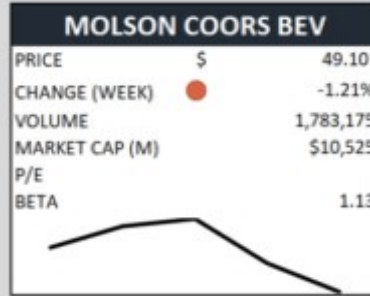 MOLSON COORS BEV
PRICE $ 49.10
CHANGE (WEEK) -1.21%
VOLUME 1,783,175
MARKET CAP (M) $10,525
P/E
BETA 1.13